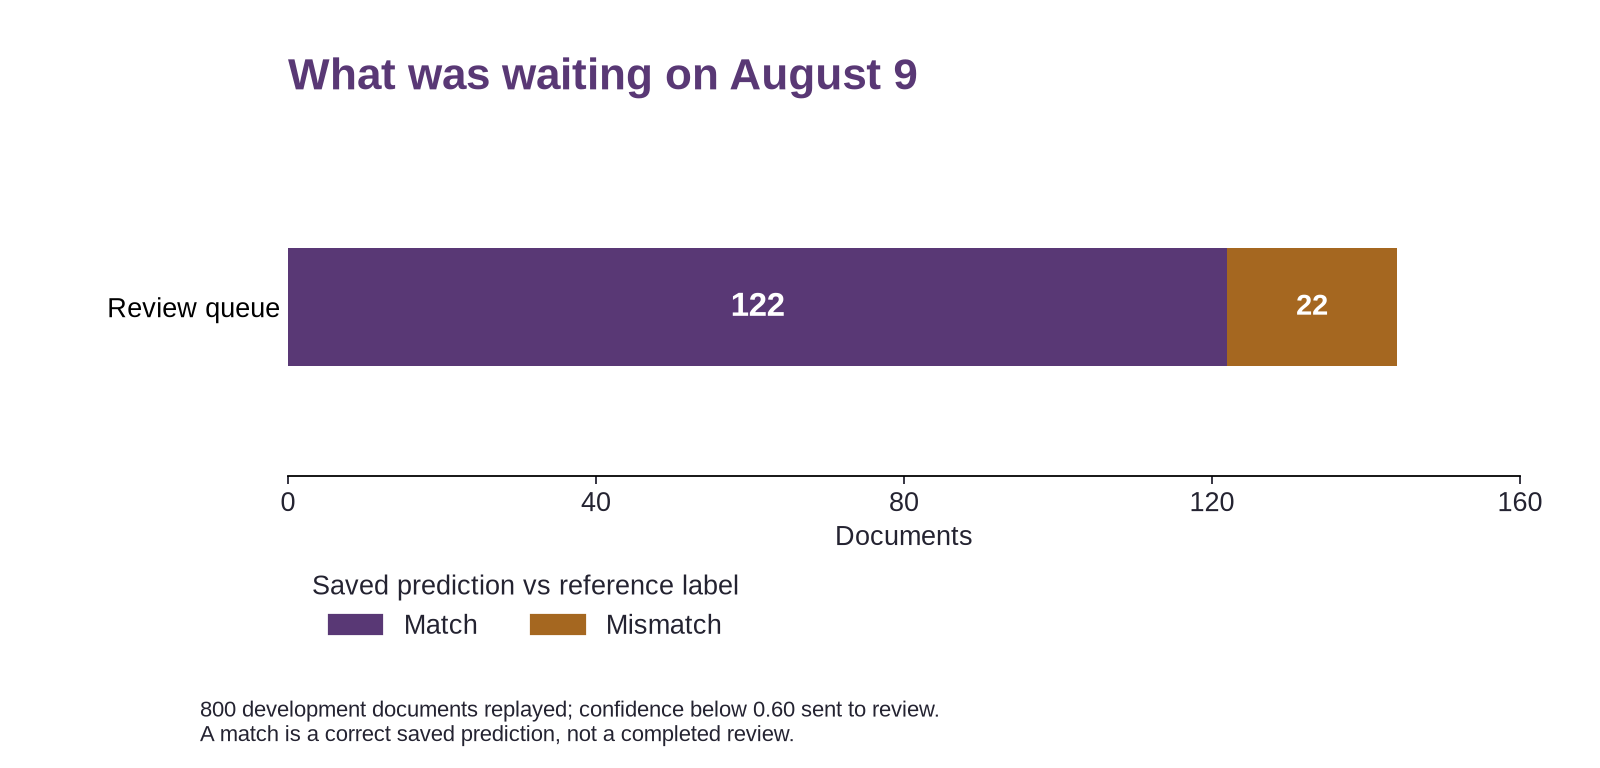 What was waiting on August 9
Review queue
122
22
0 40 80 120 160
Documents
Saved prediction vs reference label
Match Mismatch
800 development documents replayed; confidence below 0.60 sent to review.
A match is a correct saved prediction, not a completed review.